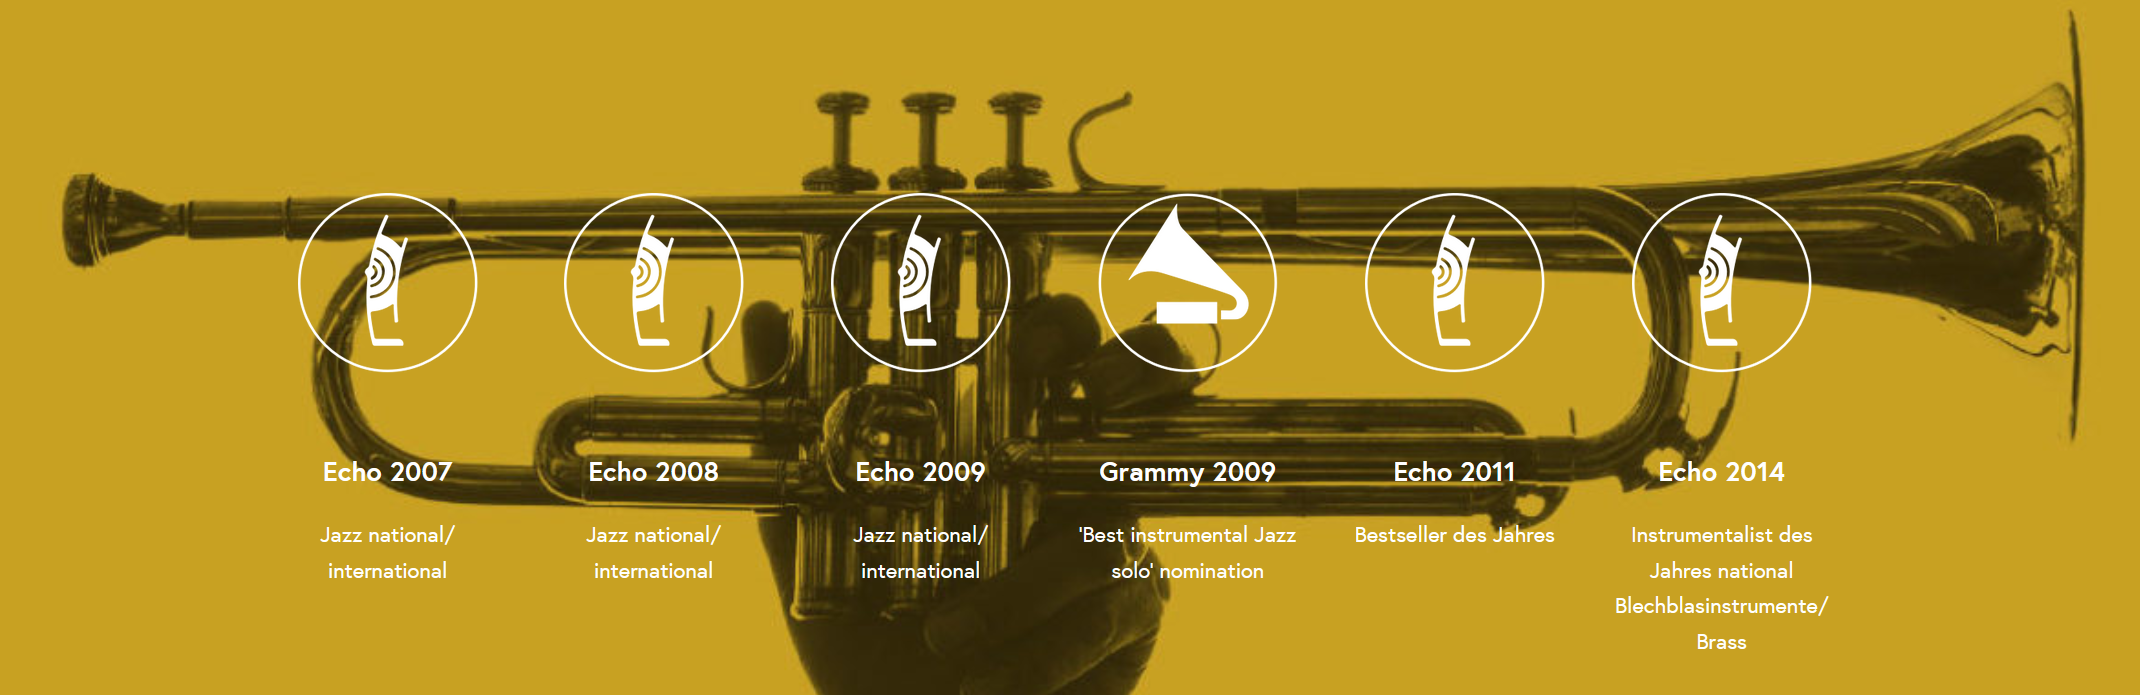 Echo 2007
Jazz national/
international
Echo 2008
Jazz national/
international
Echo 2009
Jazz national/
international
Grammy 2009
'Best instrumental Jazz
solo' nomination
Echo 2011
Bestseller des Jahres
Echo 2014
Instrumentalist des
Jahres national
Blechblasinstrumente/
Brass